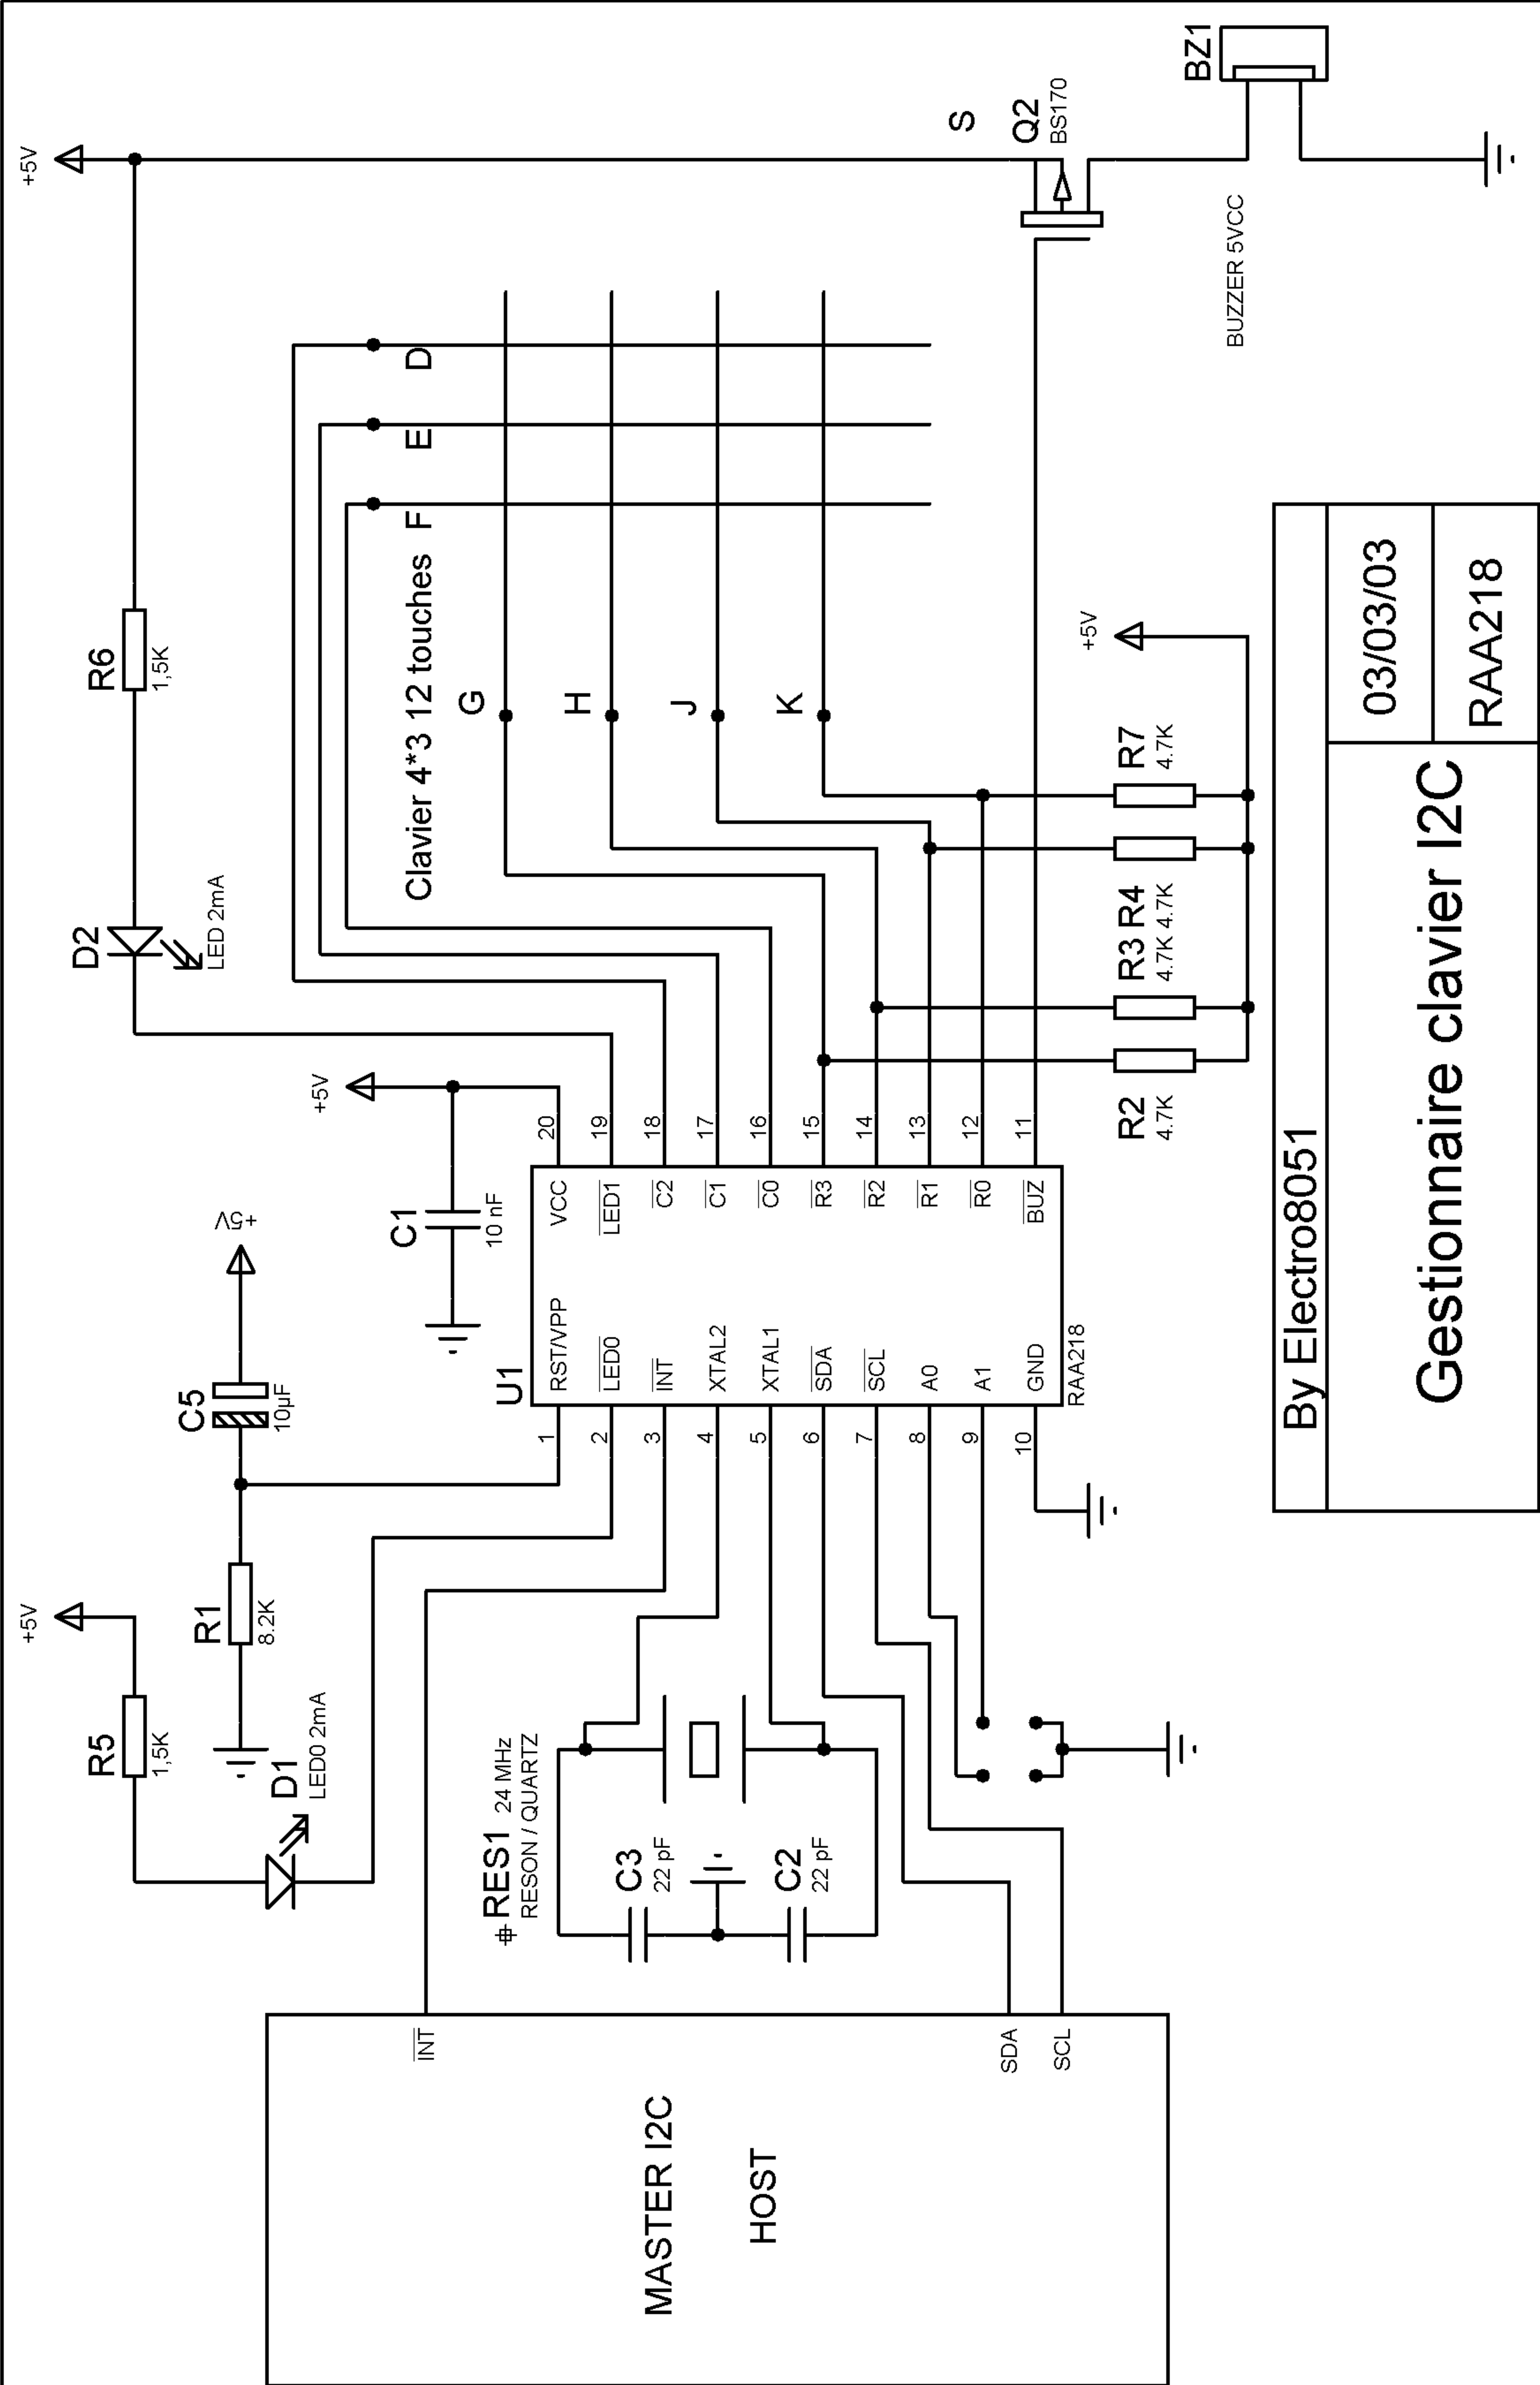 +5V
+5V
R5
1,5K
R6
1,5K
D2
LED 2mA
R1
8.2K
C5
10µF
+5V
D1
LED0 2mA
+5V
C1
10 nF
Clavier 4*3 12 touches
F
E
D
G
H
J
K
MASTER I2C
HOST
INT
SDA
SCL
RES1
24 MHz
RESON / QUARTZ
C3
22 pF
C2
22 pF
U1
1
RST/VPP
VCC
20
2
LED0
LED1
19
3
INT
C2
18
4
XTAL2
C1
17
5
XTAL1
C0
16
6
SDA
R3
15
7
SCL
R2
14
8
A0
R1
13
9
A1
R0
12
10
GND
BUZ
11
RAA218
S
Q2
BS170
BZ1
BUZZER 5VCC
+5V
R2
4.7K
R3 R4
4.7K 4.7K
R7
4.7K
By Electro8051
Gestionnaire clavier I2C
03/03/03
RAA218